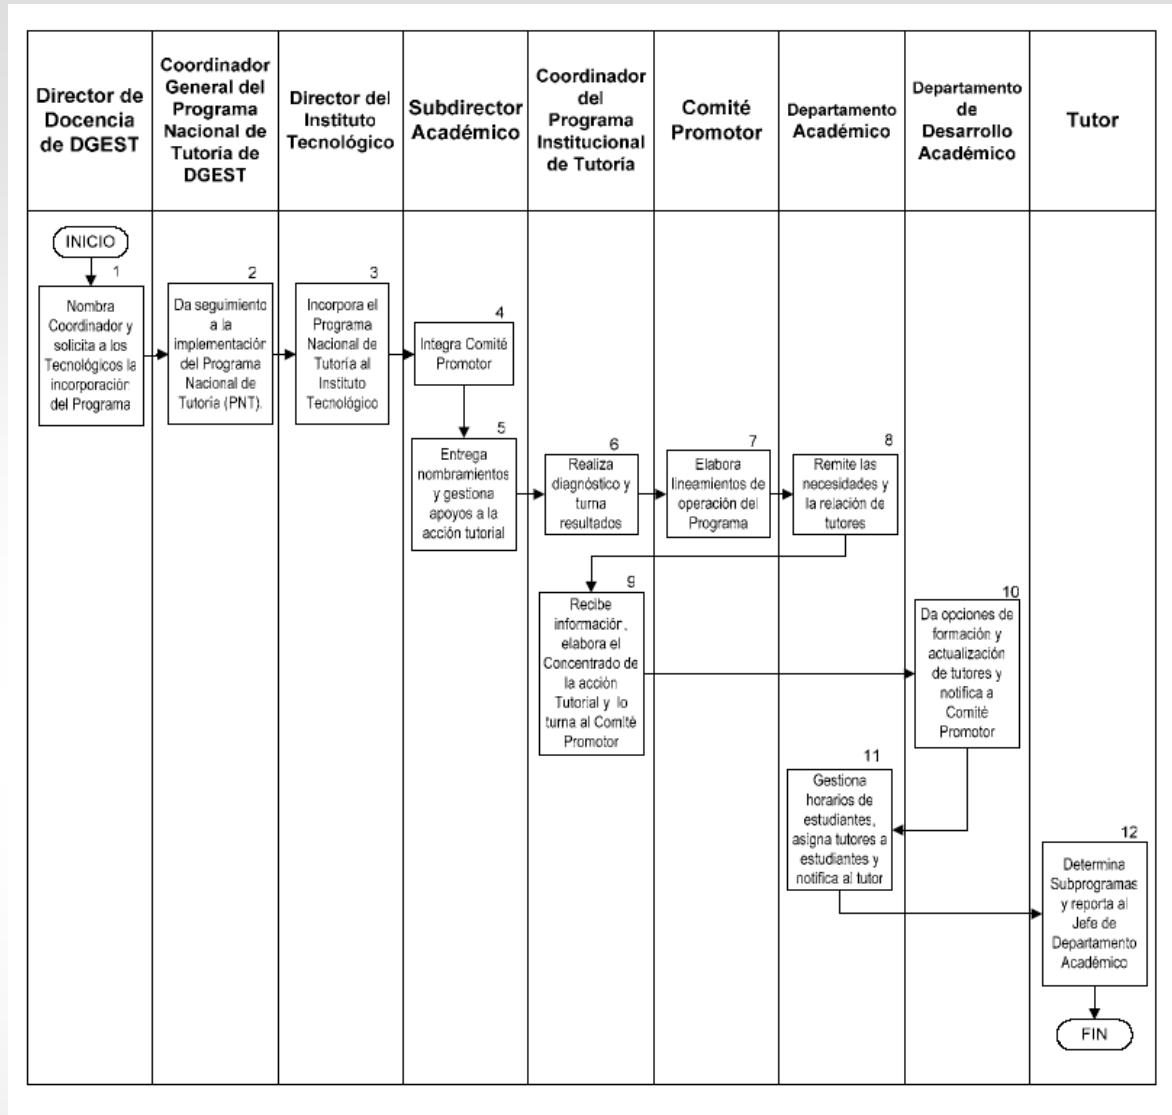 Director de
Docencia
de DGEST
Coordinador
General del
Programa
Nacional de
Tutoría de
DGEST
Director del
Instituto
Tecnológico
Subdirector
Académico
Coordinador
del
Programa
Institucional
de Tutoría
Comité
Promotor
Departamento
Académico
Departamento
de
Desarrollo
Académico
Tutor
INICIO
1
Nombra
Coordinador y
solicita a los
Tecnológicos la
incorporación
del Programa
2
Da seguimiento
a la
implementación
del Programa
Nacional de
Tutoría (PNT).
3
Incorpora el
Programa
Nacional de
Tutoría al
Instituto
Tecnológico
4
Integra Comité
Promotor
5
Entrega
nombramientos
y gestiona
apoyos a la
acción tutorial
6
Realiza
diagnóstico y
turna
resultados
7
Elabora
lineamientos de
operación del
Programa
8
Remite las
necesidades y
la relación de
tutores
9
Recibe
información,
elabora el
Concentrado de
la acción
Tutorial y lo
turna al Comité
Promotor
10
Da opciones de
formación y
actualización
de tutores y
notifica a
Comité
Promotor
11
Gestiona
horarios de
estudiantes,
asigna tutores a
estudiantes y
notifica al tutor
12
Determina
Subprogramas
y reporta al
Jefe de
Departamento
Académico
FIN